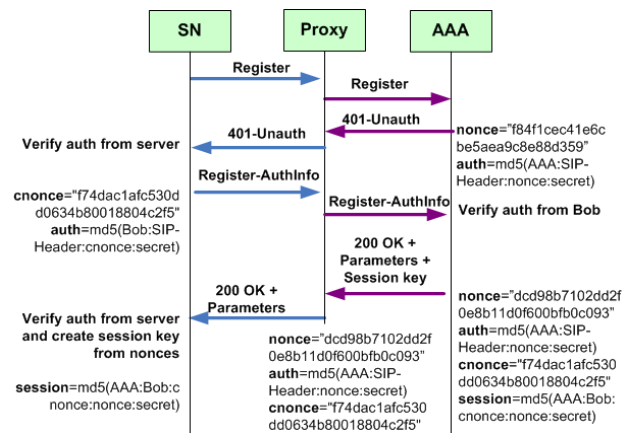 SN
Proxy
AAA
Register
Register
401-Unauth
401-Unauth
nonce="f84f1cec41e6c
be5aea9c8e88d359"
auth=md5(AAA:SIP-
Header:nonce:secret)
Verify auth from server
Register-AuthInfo
cnonce="f74dac1afc530d
d0634b80018804c2f5"
auth=md5(Bob:SIP-
Header:cnonce:secret)
Register-AuthInfo
Verify auth from Bob
200 OK +
Parameters +
Session key
200 OK +
Parameters
Verify auth from server
and create session key
from nonces
session=md5(AAA:Bob:c
nonce:nonce:secret)
nonce="dcd98b7102dd2f
0e8b11d0f600bfb0c093"
auth=md5(AAA:SIP-
Header:nonce:secret)
cnonce="f74dac1afc530
dd0634b80018804c2f5"
nonce="dcd98b7102dd2f
0e8b11d0f600bfb0c093"
auth=md5(AAA:SIP-
Header:nonce:secret)
cnonce="f74dac1afc530
dd0634b80018804c2f5"
session=md5(AAA:Bob:
cnonce:nonce:secret)